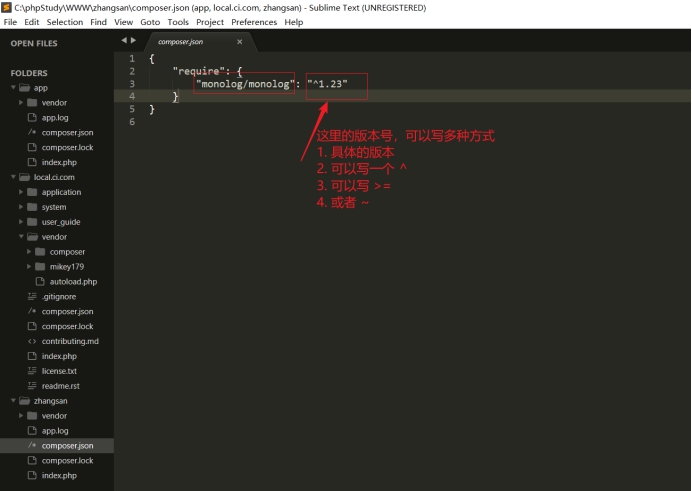 C:\phpStudy\WWW\zhangsan\composer.json (app, local.ci.com, zhangsan) - Sublime Text (UNREGISTERED)
File Edit Selection Find View Goto Tools Project Preferences Help
OPEN FILES
FOLDERS
app
vendor
app.log
composer.json
composer.lock
index.php
local.ci.com
application
system
user_guide
vendor
composer
mikey179
autoload.php
.gitignore
composer.json
composer.lock
contributing.md
index.php
license.txt
readme.rst
zhangsan
vendor
app.log
composer.json
composer.lock
index.php
composer.json ×
1 {
2 "require": {
3 "monolog/monolog": "^1.23"
4 }
5 }
6
这里的版本号，可以写多种方式
1. 具体的版本
2. 可以写一个 ^
3. 可以写 >=
4. 或者 ~